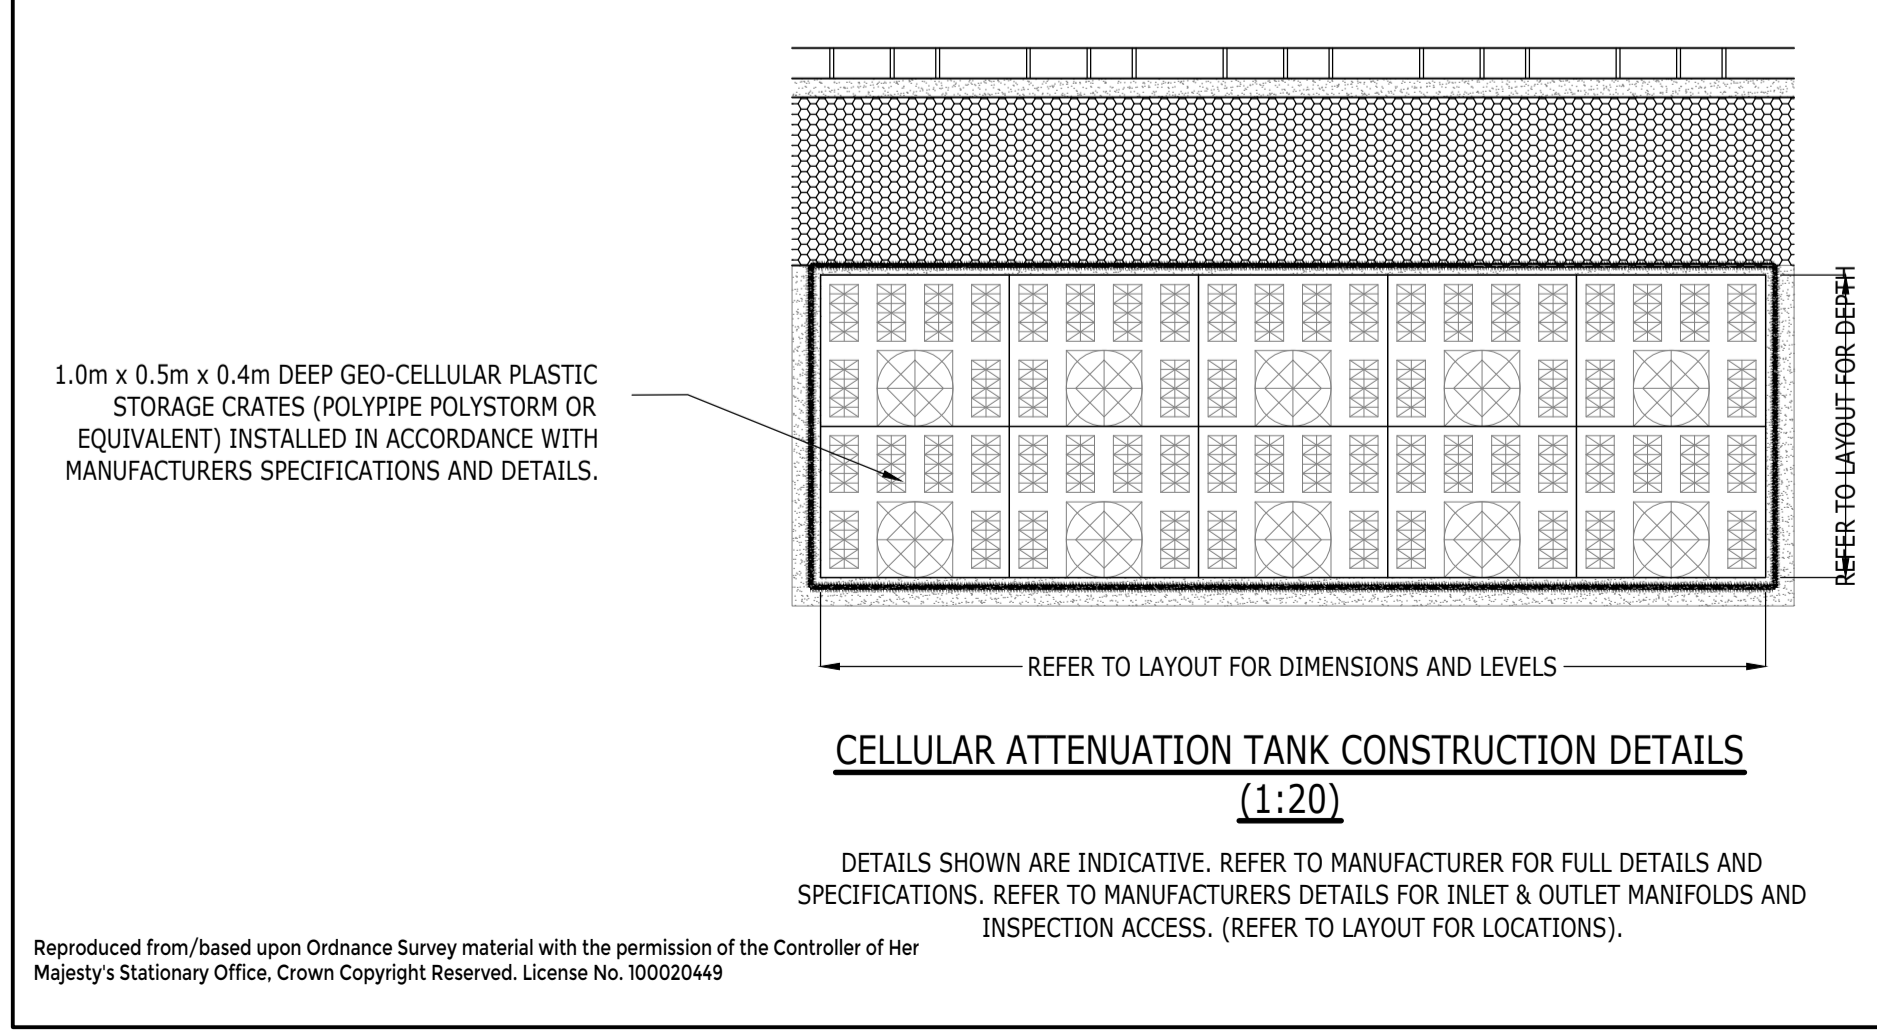 1.0m x 0.5m x 0.4m DEEP GEO-CELLULAR PLASTIC
STORAGE CRATES (POLYPIPE POLYSTORM OR
EQUIVALENT) INSTALLED IN ACCORDANCE WITH
MANUFACTURERS SPECIFICATIONS AND DETAILS.
REFER TO LAYOUT FOR DEPTH
REFER TO LAYOUT FOR DIMENSIONS AND LEVELS
CELLULAR ATTENUATION TANK CONSTRUCTION DETAILS
(1:20)
DETAILS SHOWN ARE INDICATIVE. REFER TO MANUFACTURER FOR FULL DETAILS AND
SPECIFICATIONS. REFER TO MANUFACTURERS DETAILS FOR INLET & OUTLET MANIFOLDS AND
INSPECTION ACCESS. (REFER TO LAYOUT FOR LOCATIONS).
Reproduced from/based upon Ordnance Survey material with the permission of the Controller of Her
Majesty's Stationary Office, Crown Copyright Reserved. License No. 100020449